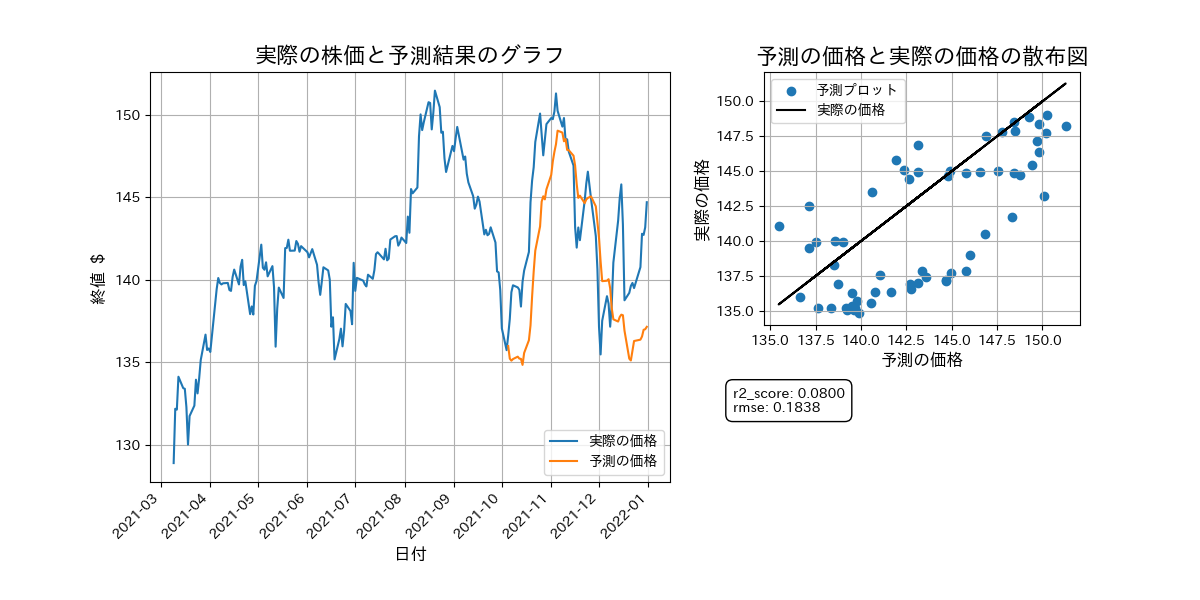 実際の株価と予測結果のグラフ
終値 $
150
145
140
135
130
2021-03
2021-04
2021-05
2021-06
2021-07
2021-08
2021-09
2021-10
2021-11
2021-12
2022-01
日付
実際の価格
予測の価格
予測の価格と実際の価格の散布図
実際の価格
150.0
147.5
145.0
142.5
140.0
137.5
135.0
予測プロット
実際の価格
135.0
137.5
140.0
142.5
145.0
147.5
150.0
予測の価格
r2_score: 0.0800
rmse: 0.1838